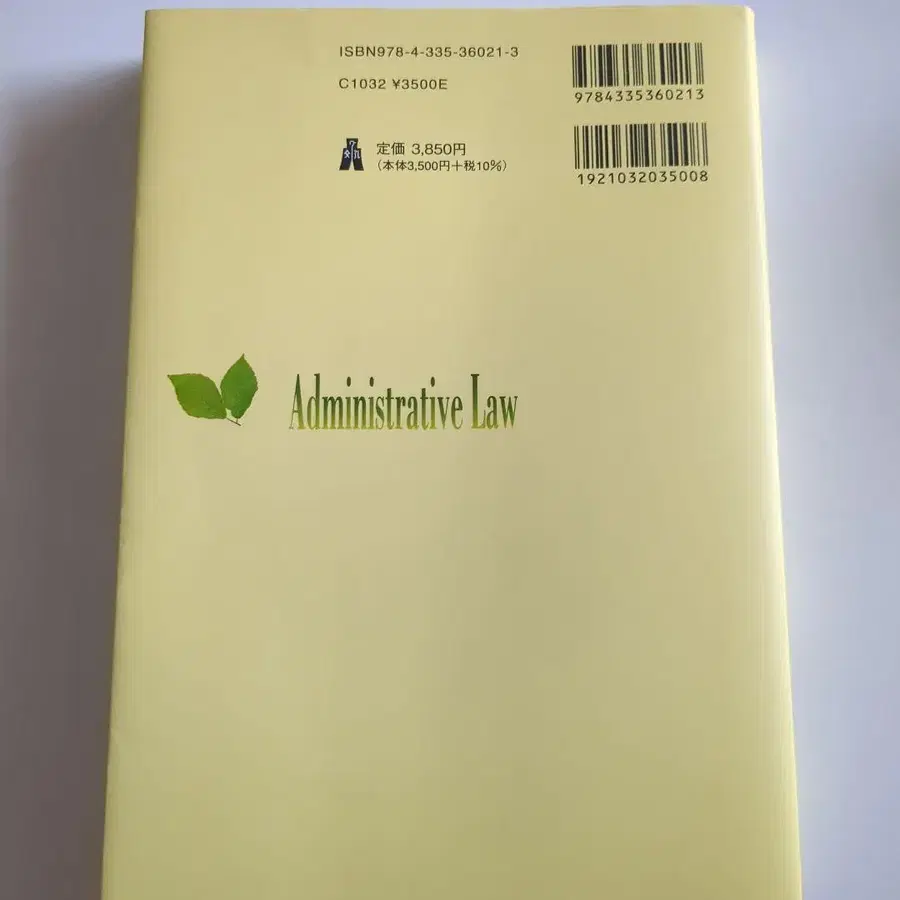 ISBN978-4-335-36021-3
C1032 ¥3500E
9784335360213
定価 3,850円
(本体3,500円+税10%)
1921032035008
Administrative Law